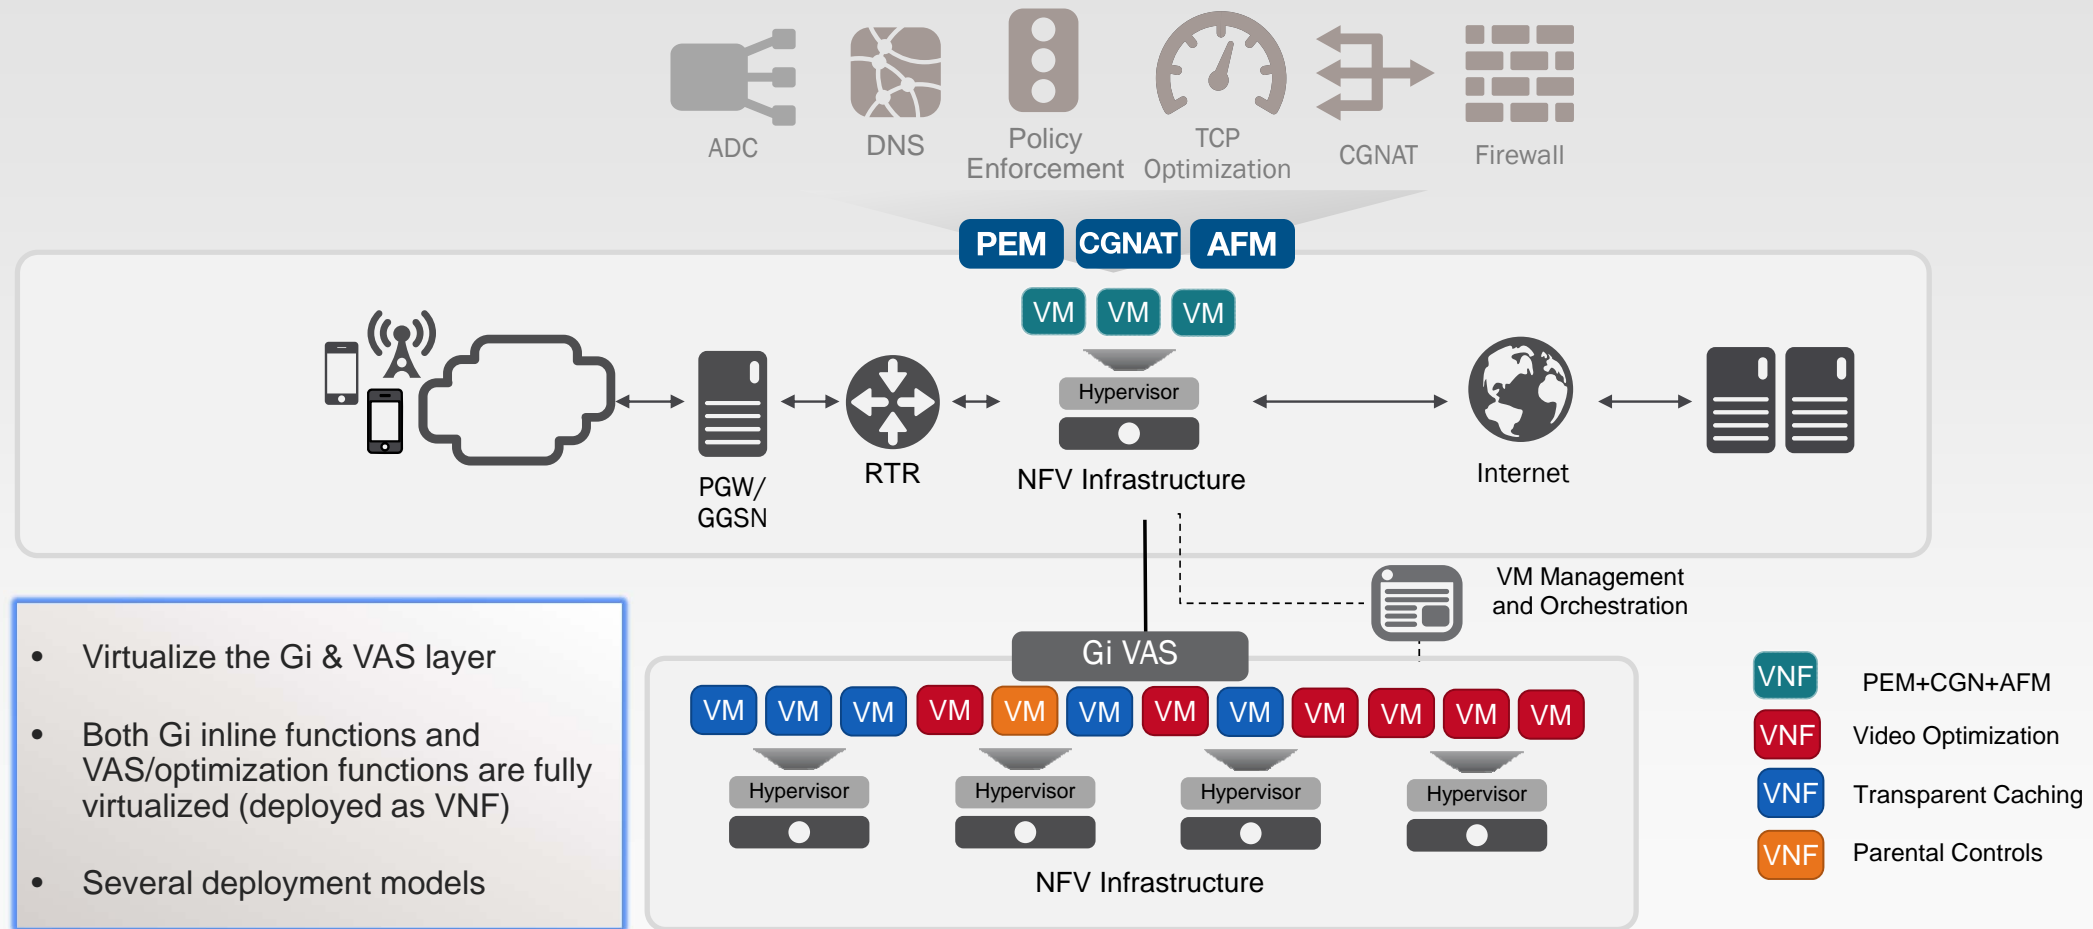 ADC
DNS
Policy
Enforcement
TCP
Optimization
CGNAT
Firewall
PEM
CGNAT
AFM
VM
VM
VM
Hypervisor
NFV Infrastructure
PGW/
GGSN
RTR
Internet
VM Management
and Orchestration
• Virtualize the Gi & VAS layer
• Both Gi inline functions and
VAS/optimization functions are fully
virtualized (deployed as VNF)
• Several deployment models
Gi VAS
VM
VM
VM
VM
VM
VM
VM
VM
VM
VM
VM
VM
Hypervisor
Hypervisor
Hypervisor
Hypervisor
NFV Infrastructure
VNF PEM+CGN+AFM
VNF Video Optimization
VNF Transparent Caching
VNF Parental Controls